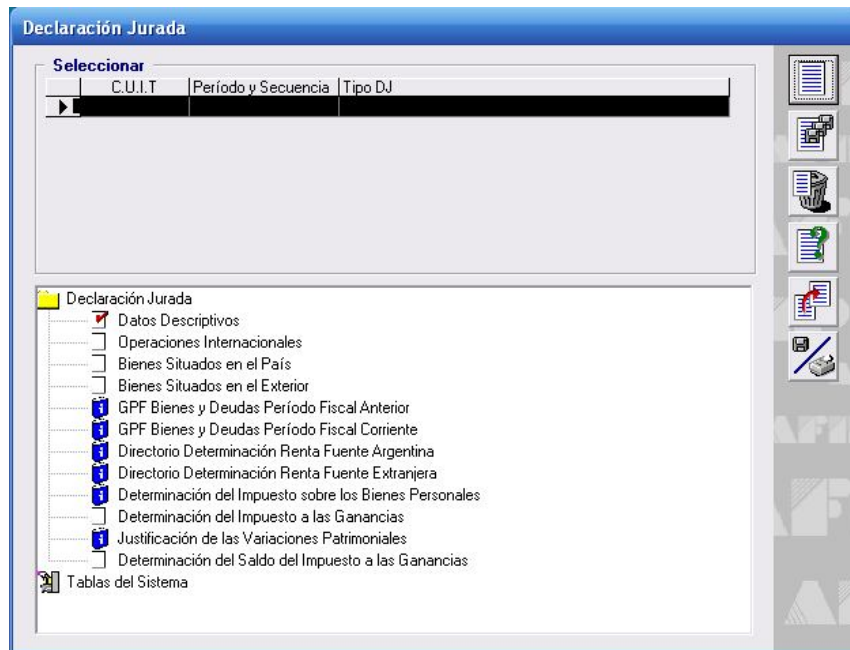 Declaración Jurada
Seleccionar
C.U.I.T Período y Secuencia Tipo DJ
Declaración Jurada
Datos Descriptivos
Operaciones Internacionales
Bienes Situados en el País
Bienes Situados en el Exterior
GPF Bienes y Deudas Período Fiscal Anterior
GPF Bienes y Deudas Período Fiscal Corriente
Directorio Determinación Renta Fuente Argentina
Directorio Determinación Renta Fuente Extranjera
Determinación del Impuesto sobre los Bienes Personales
Determinación del Impuesto a las Ganancias
Justificación de las Variaciones Patrimoniales
Determinación del Saldo del Impuesto a las Ganancias
Tablas del Sistema